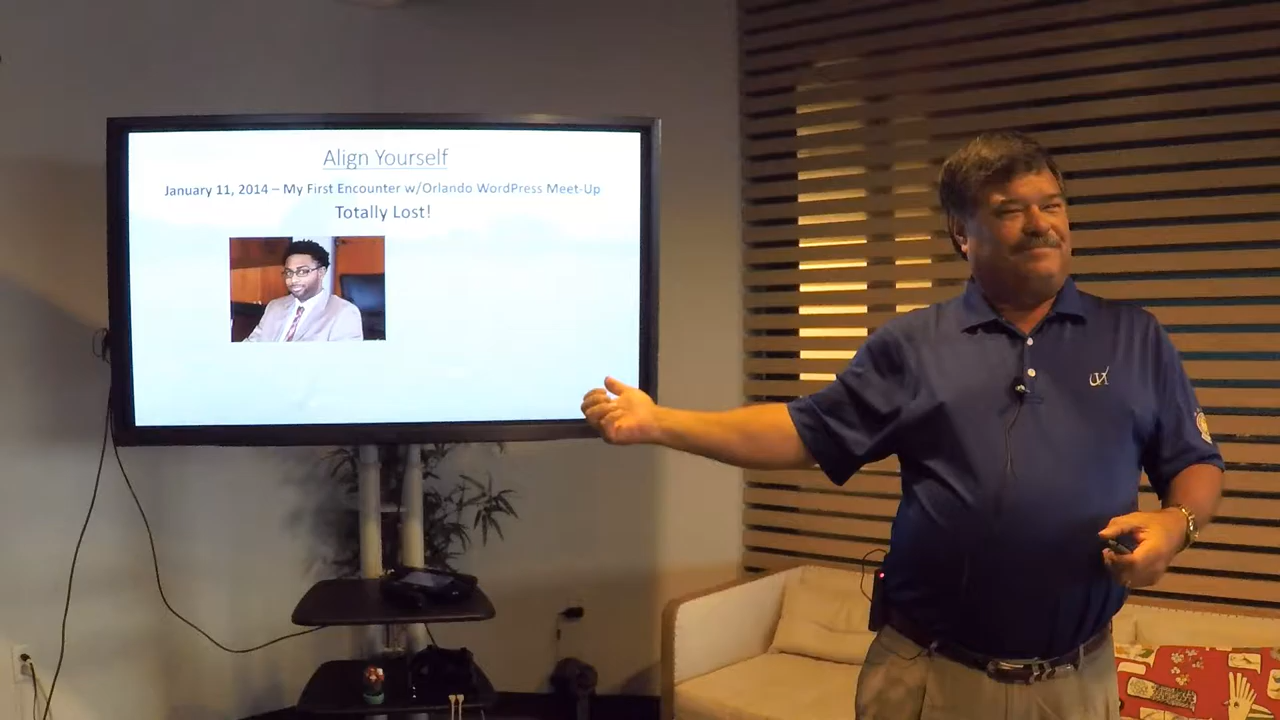 Align Yourself
January 11, 2014 – My First Encounter w/Orlando WordPress Meet-Up
Totally Lost!